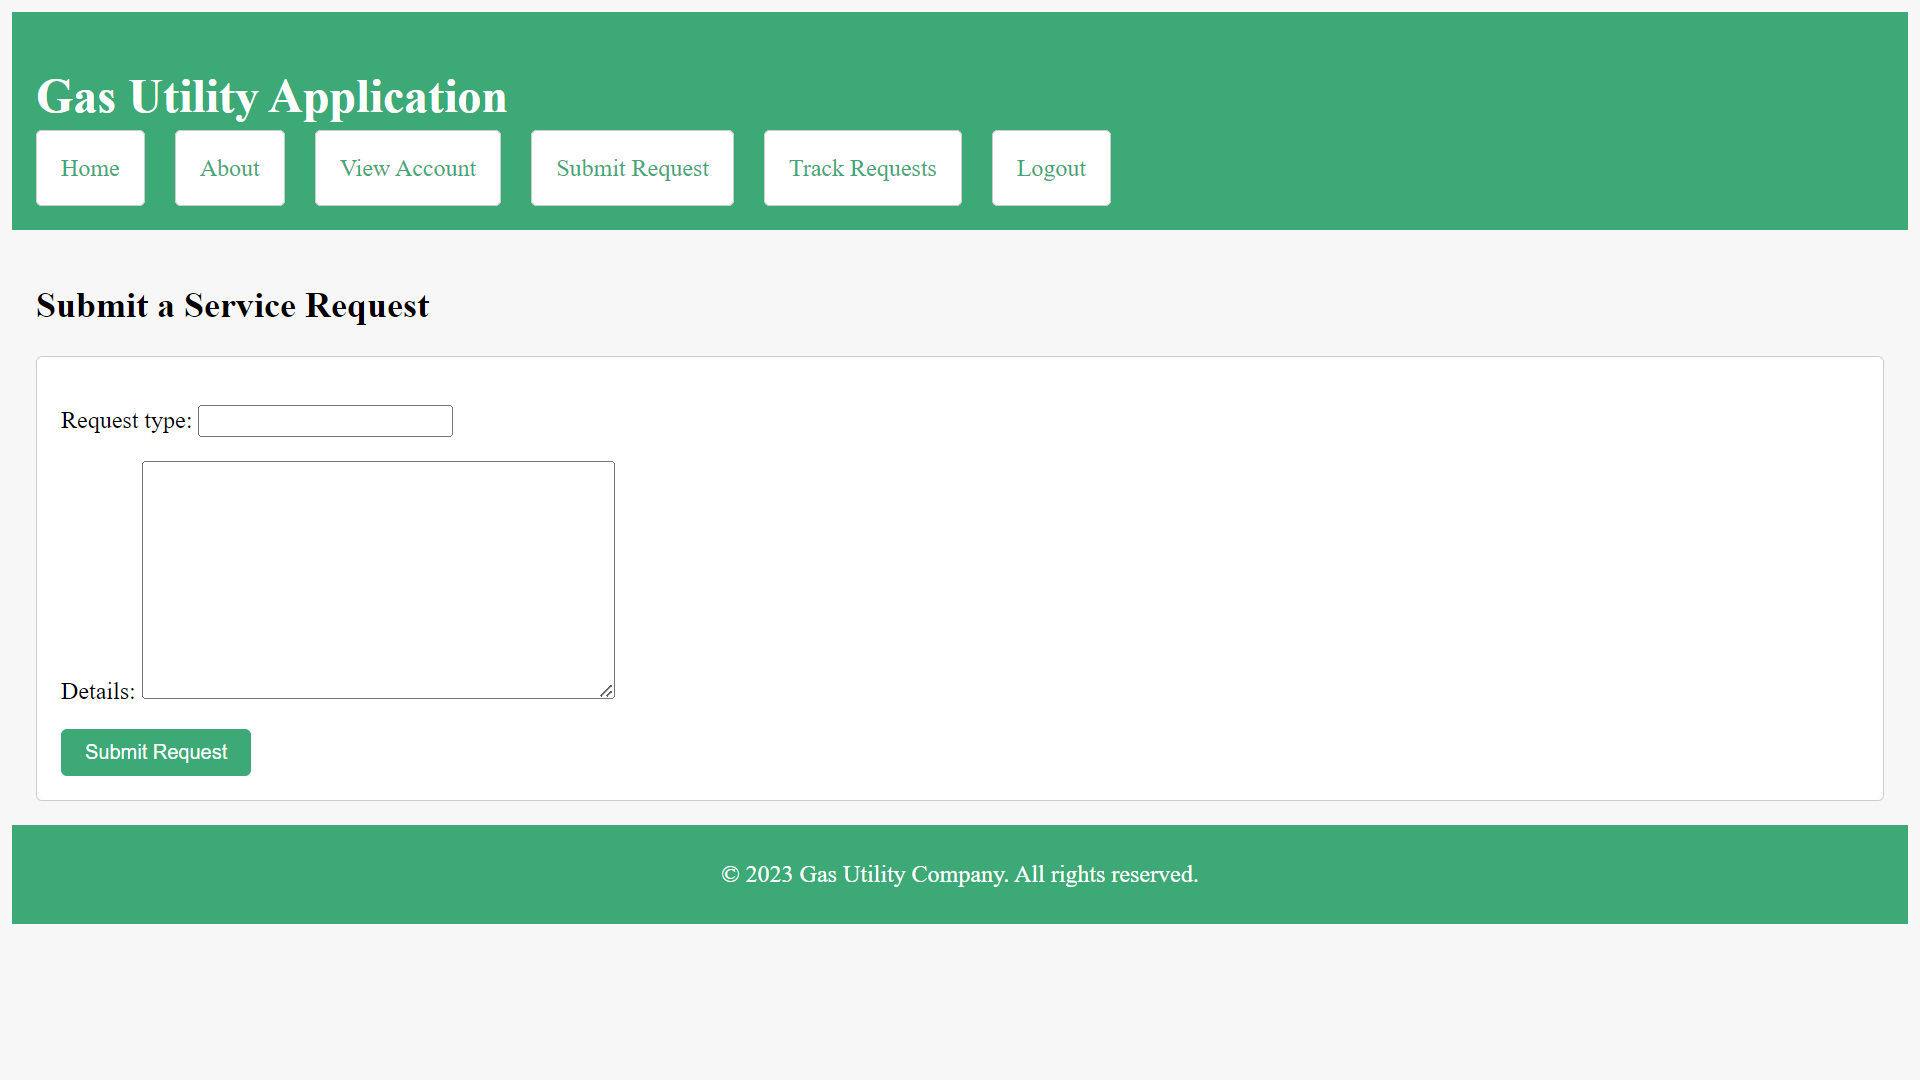 Gas Utility Application
Home About View Account Submit Request Track Requests Logout
Submit a Service Request
Request type:
Details:
Submit Request
© 2023 Gas Utility Company. All rights reserved.